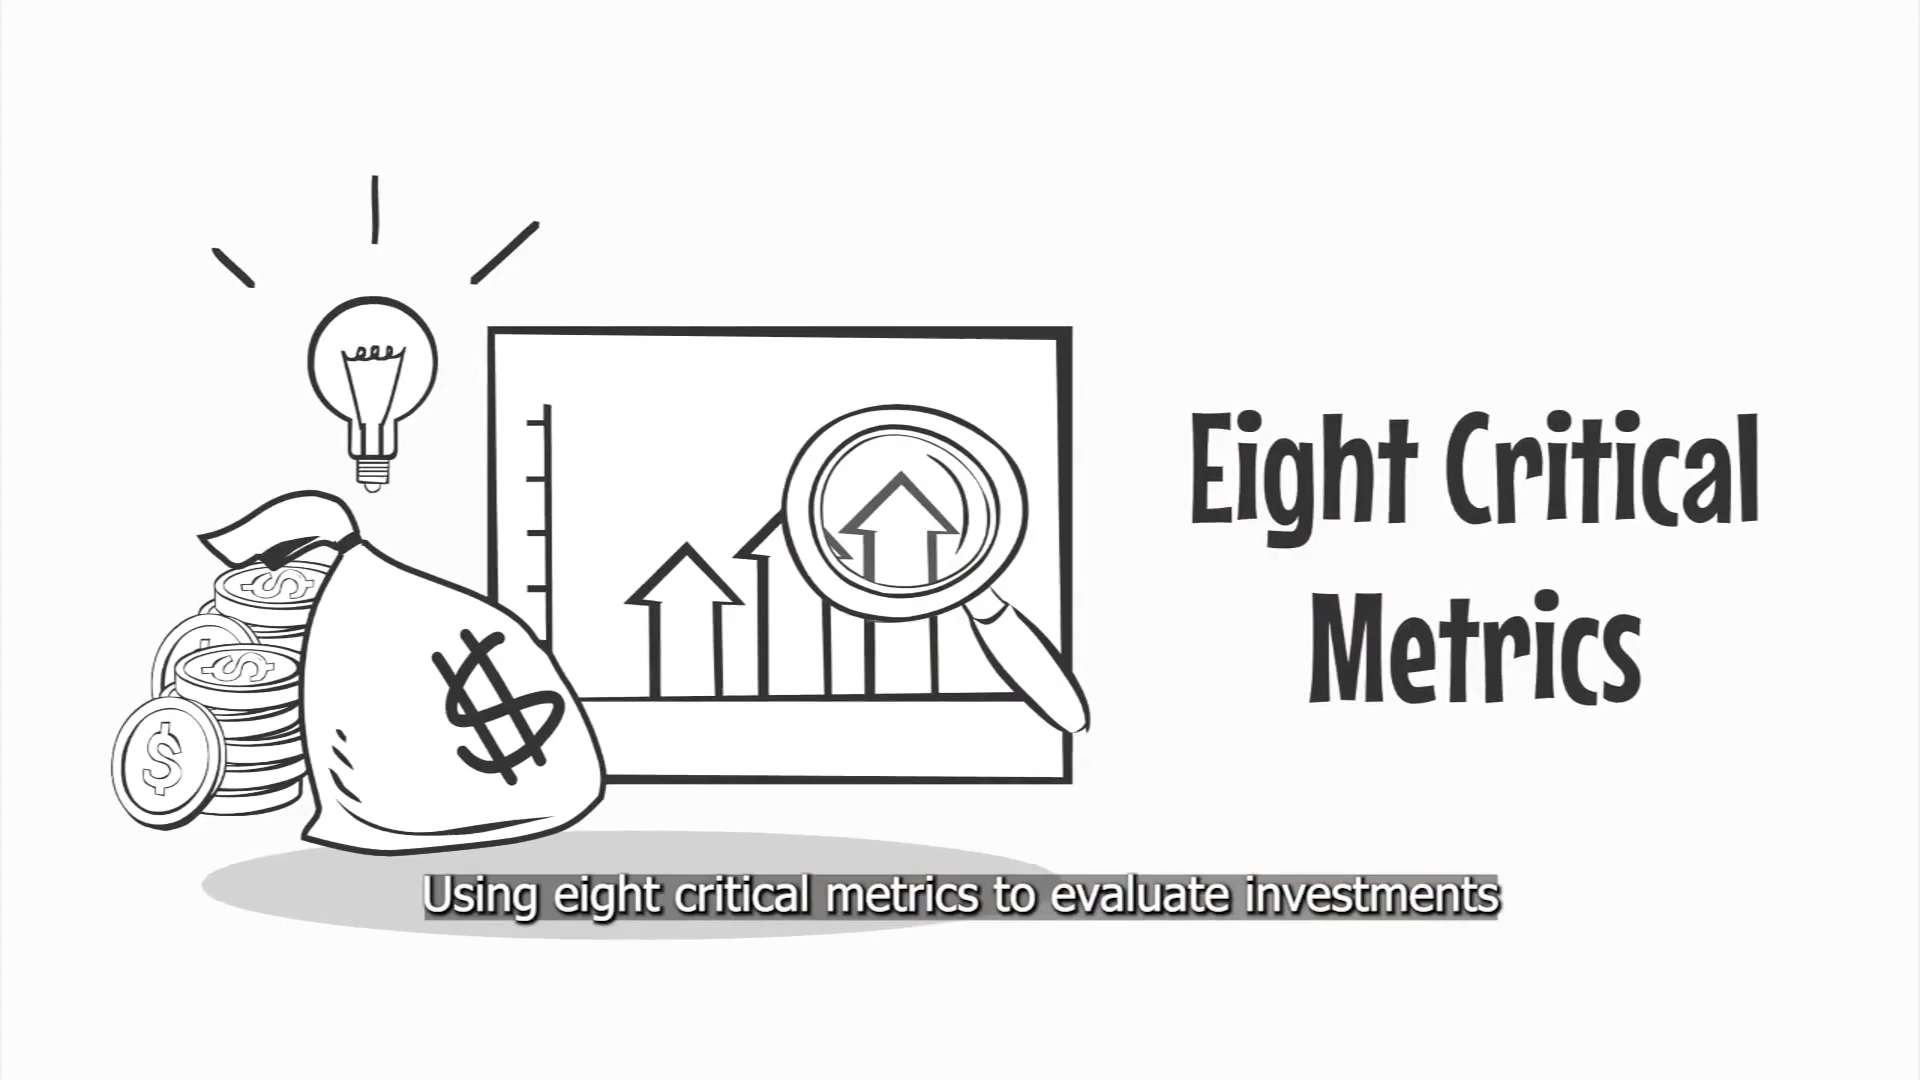 Eight Critical
Metrics
$
$
$
$
Using eight critical metrics to evaluate investments